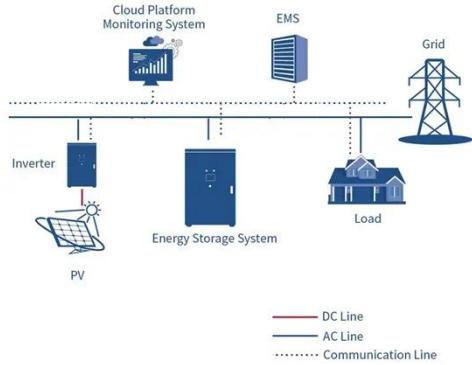 Cloud Platform
Monitoring System
EMS
Grid
Inverter
Energy Storage System
Load
PV
DC Line
AC Line
Communication Line